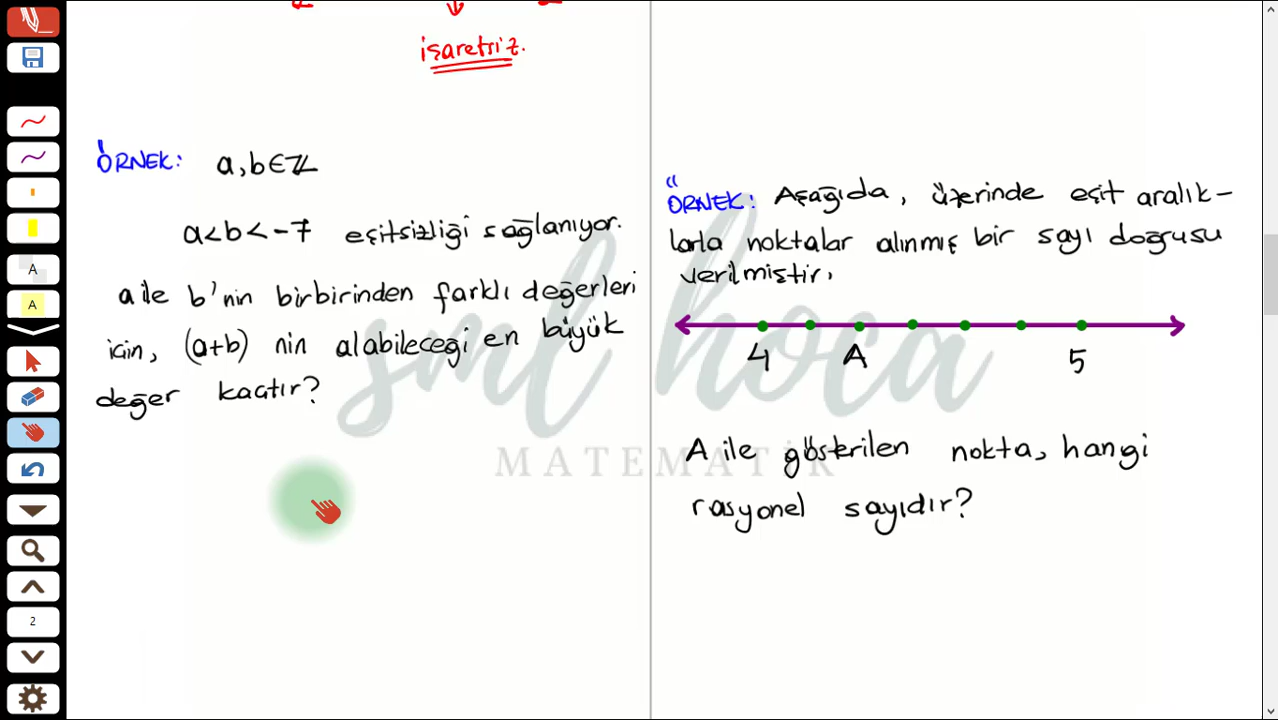 işaretsiz.
ÖRNEK: a,b∈ℤ
a<b<-7 eşitsizliği sağlanıyor.
a ile b'nin birbirinden farklı değerleri
için, (a+b) nin alabileceği en büyük
değer kaçtır?
ÖRNEK: Aşağıda, üzerinde eşit aralık-
larla noktalar alınmış bir sayı doğrusu
verilmiştir.
4 A 5
A ile gösterilen nokta, hangi
rasyonel sayıdır?
sml hoca
MATEMATİK
A
A
2